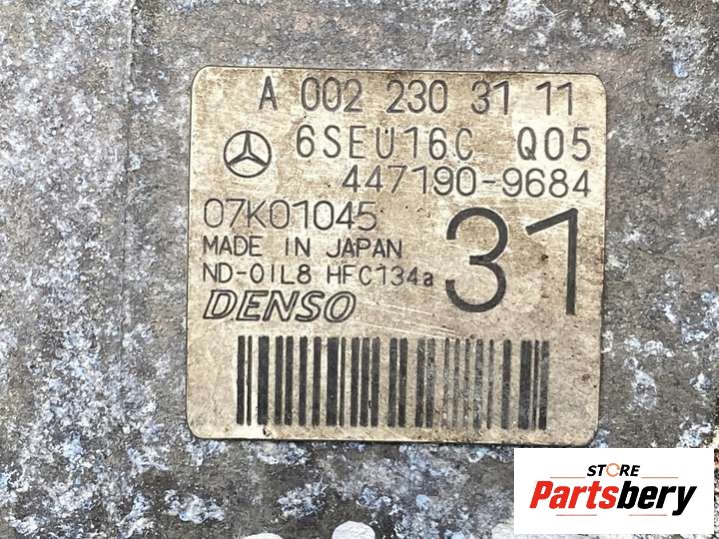 A 002 230 31 11
6SEU16C Q05
447190-9684
07K01045
MADE IN JAPAN
31
ND-OIL8 HFC134a
DENSO
STORE
Partsbery